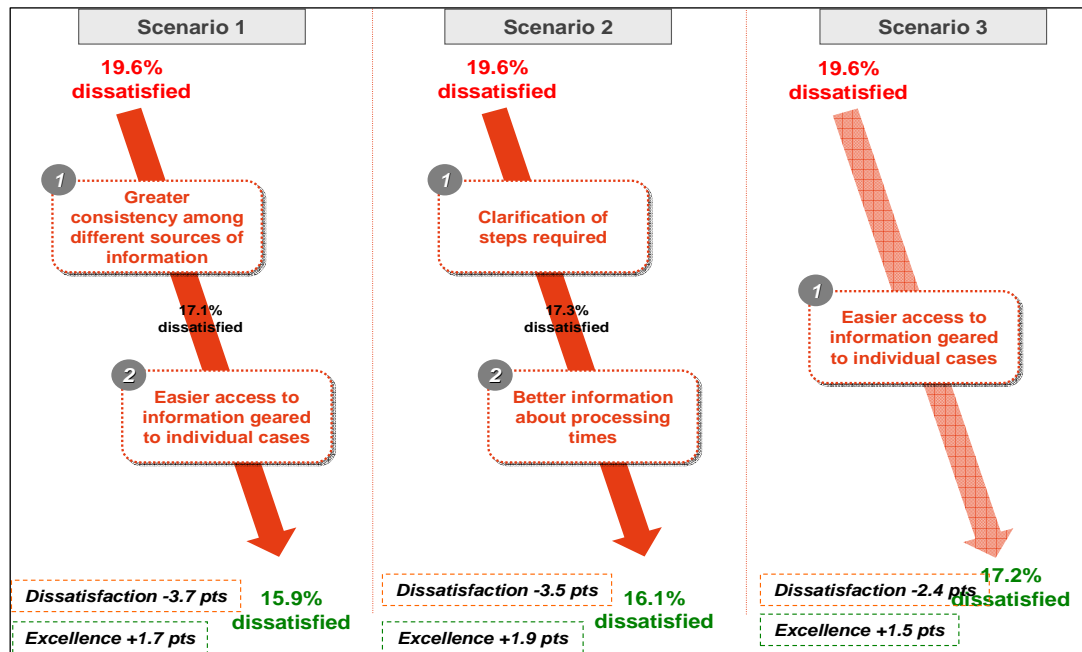 Scenario 1
19.6%
dissatisfied
1
Greater
consistency among
different sources of
information
17.1%
dissatisfied
2
Easier access to
information geared
to individual cases
Dissatisfaction -3.7 pts
15.9%
dissatisfied
Excellence +1.7 pts
Scenario 2
19.6%
dissatisfied
1
Clarification of
steps required
17.3%
dissatisfied
2
Better information
about processing
times
Dissatisfaction -3.5 pts
16.1%
dissatisfied
Excellence +1.9 pts
Scenario 3
19.6%
dissatisfied
1
Easier access to
information geared
to individual cases
Dissatisfaction -2.4 pts
17.2%
dissatisfied
Excellence +1.5 pts